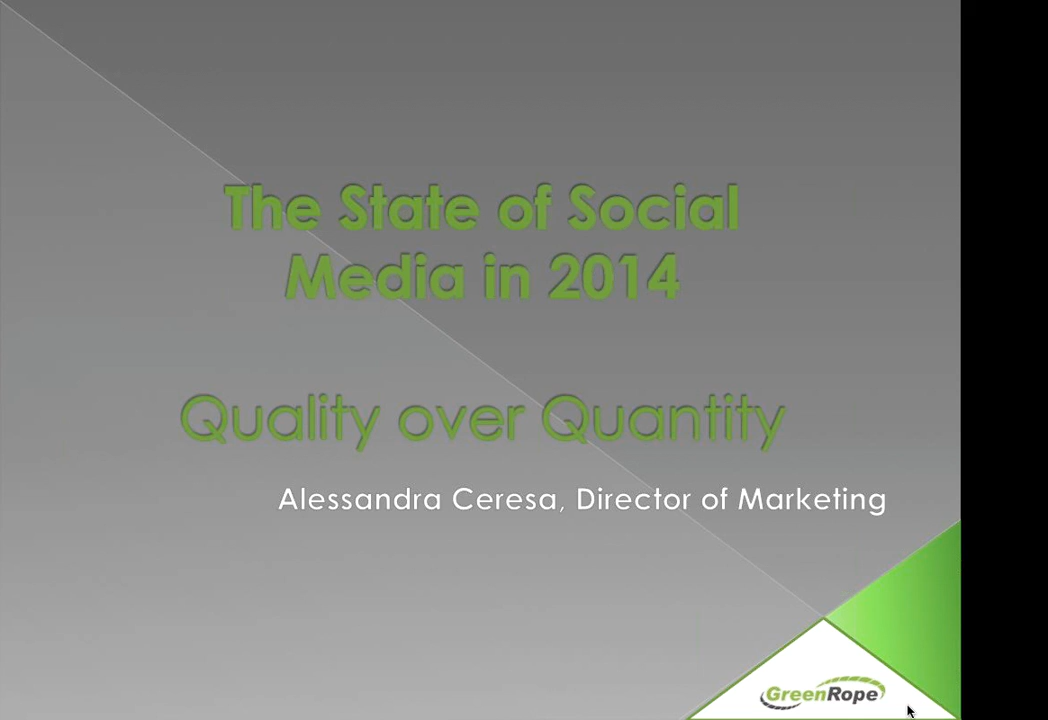 The State of Social
Media in 2014
Quality over Quantity
Alessandra Ceresa, Director of Marketing
GreenRope